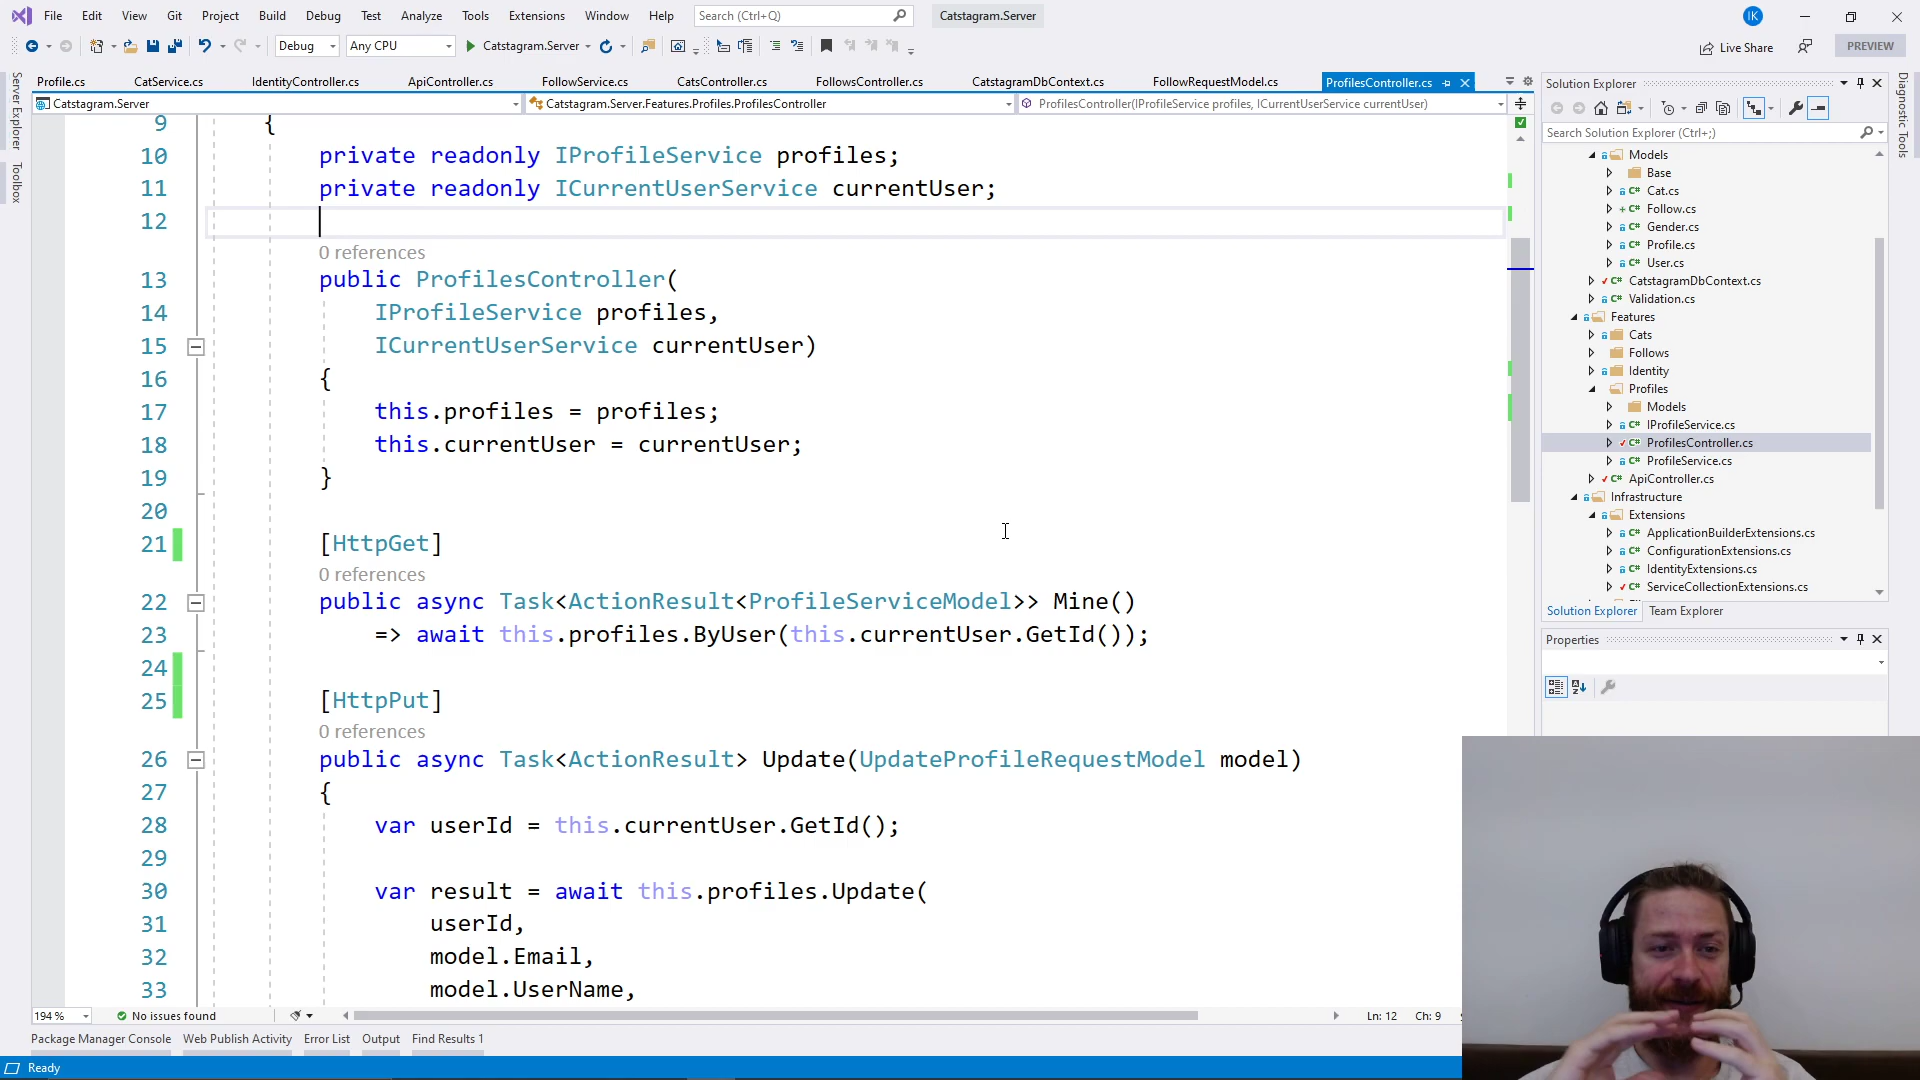 File Edit View Git Project Build Debug Test Analyze Tools Extensions Window Help Search (Ctrl+Q) Catstagram.Server IK
Debug Any CPU Catstagram.Server Live Share PREVIEW
Profile.cs CatService.cs IdentityController.cs ApiController.cs FollowService.cs CatsController.cs FollowsController.cs CatstagramDbContext.cs FollowRequestModel.cs ProfilesController.cs
Catstagram.Server Catstagram.Server.Features.Profiles.ProfilesController ProfilesController(IProfileService profiles, ICurrentUserService currentUser)
Server Explorer
Toolbox
9 {
10 private readonly IProfileService profiles;
11 private readonly ICurrentUserService currentUser;
12
0 references
13 public ProfilesController(
14 IProfileService profiles,
15 ICurrentUserService currentUser)
16 {
17 this.profiles = profiles;
18 this.currentUser = currentUser;
19 }
20
21 [HttpGet]
0 references
22 public async Task<ActionResult<ProfileServiceModel>> Mine()
23 => await this.profiles.ByUser(this.currentUser.GetId());
24
25 [HttpPut]
0 references
26 public async Task<ActionResult> Update(UpdateProfileRequestModel model)
27 {
28 var userId = this.currentUser.GetId();
29
30 var result = await this.profiles.Update(
31 userId,
32 model.Email,
33 model.UserName,
194 % No issues found Ln: 12 Ch: 9
Package Manager Console Web Publish Activity Error List Output Find Results 1
Ready
Solution Explorer
Search Solution Explorer (Ctrl+;)
Models
Base
C# Cat.cs
C# Follow.cs
C# Gender.cs
C# Profile.cs
C# User.cs
C# CatstagramDbContext.cs
C# Validation.cs
Features
Cats
Follows
Identity
Profiles
Models
C# IProfileService.cs
C# ProfilesController.cs
C# ProfileService.cs
C# ApiController.cs
Infrastructure
Extensions
C# ApplicationBuilderExtensions.cs
C# ConfigurationExtensions.cs
C# IdentityExtensions.cs
C# ServiceCollectionExtensions.cs
Solution Explorer Team Explorer
Properties
Diagnostic Tools